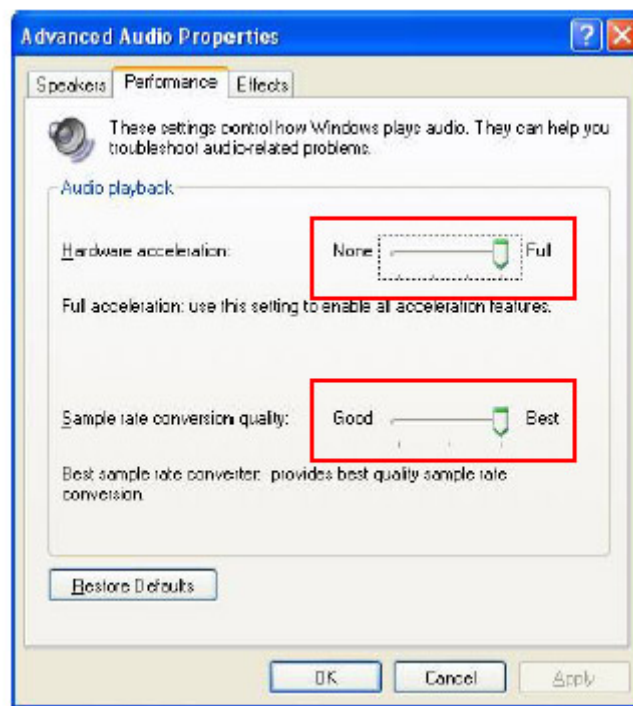 Advanced Audio Properties
Speakers Performance Effects
These settings control how Windows plays audio. They can help you
troubleshoot audio-related problems.
Audio playback
Hardware acceleration: None Full
Full acceleration: use this setting to enable all acceleration features.
Sample rate conversion quality: Good Best
Best sample rate converter: provides best quality sample rate
conversion.
Restore Defaults
OK Cancel Apply